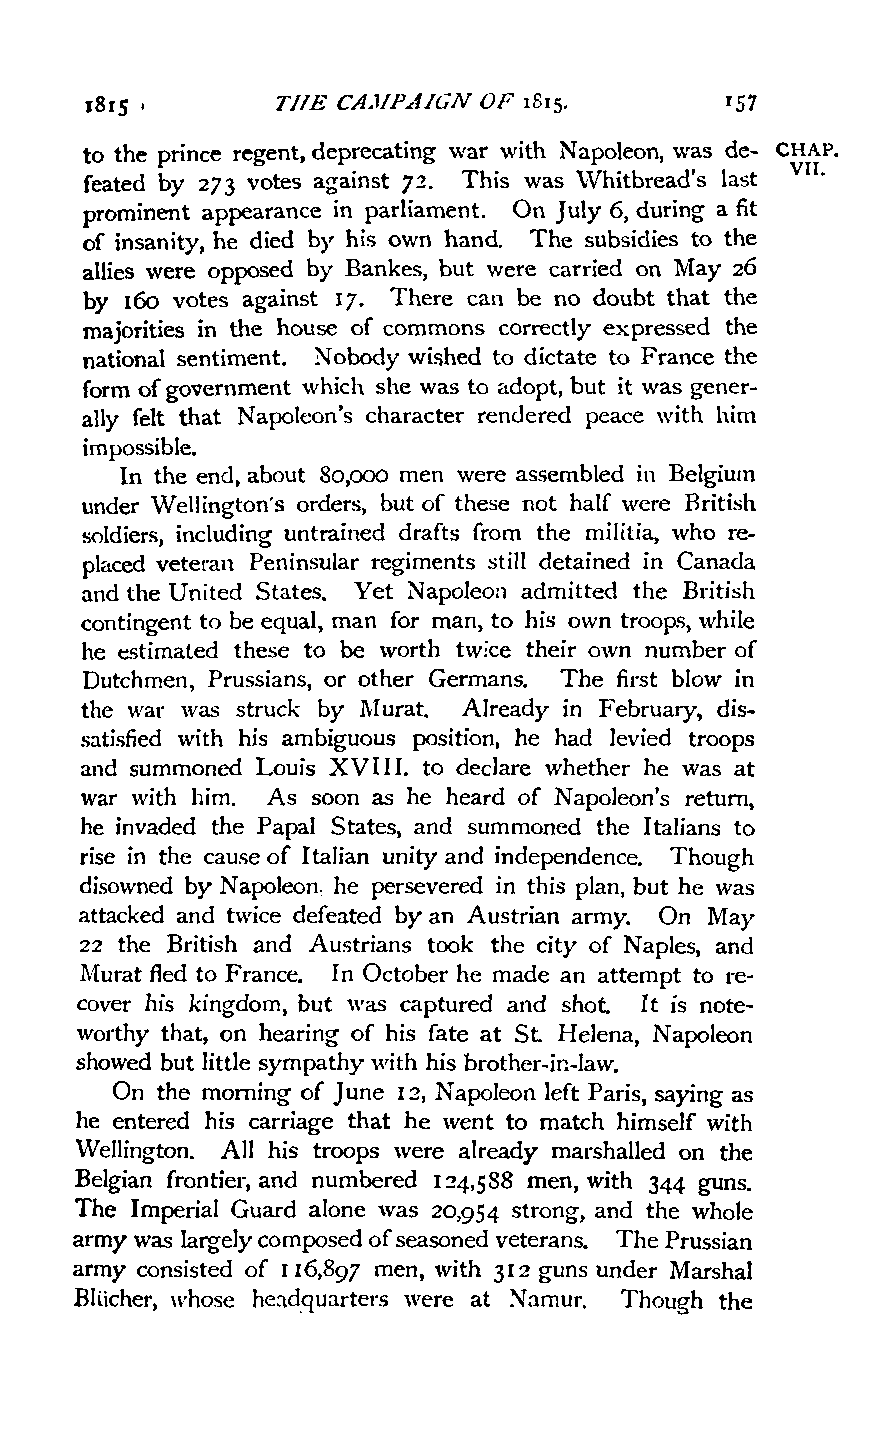 1815 THE CAMPAIGN OF 1815. 157
to the prince regent, deprecating war with Napoleon, was de- CHAP.
feated by 273 votes against 72. This was Whitbread's last VII.
prominent appearance in parliament. On July 6, during a fit
of insanity, he died by his own hand. The subsidies to the
allies were opposed by Bankes, but were carried on May 26
by 160 votes against 17. There can be no doubt that the
majorities in the house of commons correctly expressed the
national sentiment. Nobody wished to dictate to France the
form of government which she was to adopt, but it was gener-
ally felt that Napoleon's character rendered peace with him
impossible.
In the end, about 80,000 men were assembled in Belgium
under Wellington's orders, but of these not half were British
soldiers, including untrained drafts from the militia, who re-
placed veteran Peninsular regiments still detained in Canada
and the United States. Yet Napoleon admitted the British
contingent to be equal, man for man, to his own troops, while
he estimated these to be worth twice their own number of
Dutchmen, Prussians, or other Germans. The first blow in
the war was struck by Murat. Already in February, dis-
satisfied with his ambiguous position, he had levied troops
and summoned Louis XVIII. to declare whether he was at
war with him. As soon as he heard of Napoleon's return,
he invaded the Papal States, and summoned the Italians to
rise in the cause of Italian unity and independence. Though
disowned by Napoleon, he persevered in this plan, but he was
attacked and twice defeated by an Austrian army. On May
22 the British and Austrians took the city of Naples, and
Murat fled to France. In October he made an attempt to re-
cover his kingdom, but was captured and shot. It is note-
worthy that, on hearing of his fate at St. Helena, Napoleon
showed but little sympathy with his brother-in-law.
On the morning of June 12, Napoleon left Paris, saying as
he entered his carriage that he went to match himself with
Wellington. All his troops were already marshalled on the
Belgian frontier, and numbered 124,588 men, with 344 guns.
The Imperial Guard alone was 20,954 strong, and the whole
army was largely composed of seasoned veterans. The Prussian
army consisted of 116,897 men, with 312 guns under Marshal
Blücher, whose headquarters were at Namur. Though the